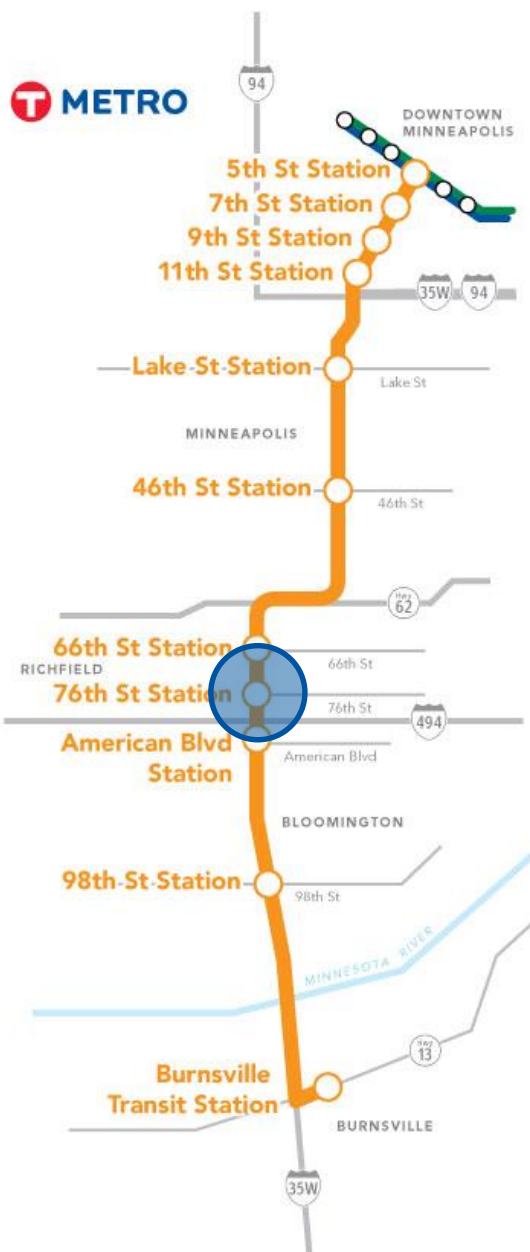 94
T METRO
DOWNTOWN
MINNEAPOLIS
5th St Station
7th St Station
9th St Station
11th St Station
35W 94
Lake St Station
Lake St
MINNEAPOLIS
46th St Station
46th St
Hwy
62
66th St Station
66th St
RICHFIELD
76th St Station
76th St
494
American Blvd
Station
American Blvd
BLOOMINGTON
98th St Station
98th St
MINNESOTA RIVER
Hwy
13
Burnsville
Transit Station
BURNSVILLE
35W